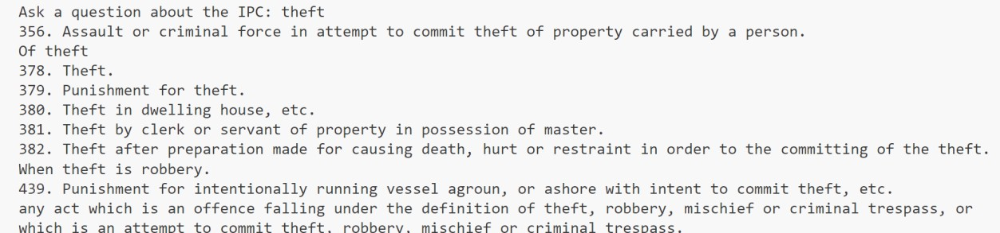 Ask a question about the IPC: theft
356. Assault or criminal force in attempt to commit theft of property carried by a person.
Of theft
378. Theft.
379. Punishment for theft.
380. Theft in dwelling house, etc.
381. Theft by clerk or servant of property in possession of master.
382. Theft after preparation made for causing death, hurt or restraint in order to the committing of the theft.
When theft is robbery.
439. Punishment for intentionally running vessel agroun, or ashore with intent to commit theft, etc.
any act which is an offence falling under the definition of theft, robbery, mischief or criminal trespass, or
which is an attempt to commit theft, robbery, mischief or criminal trespass.